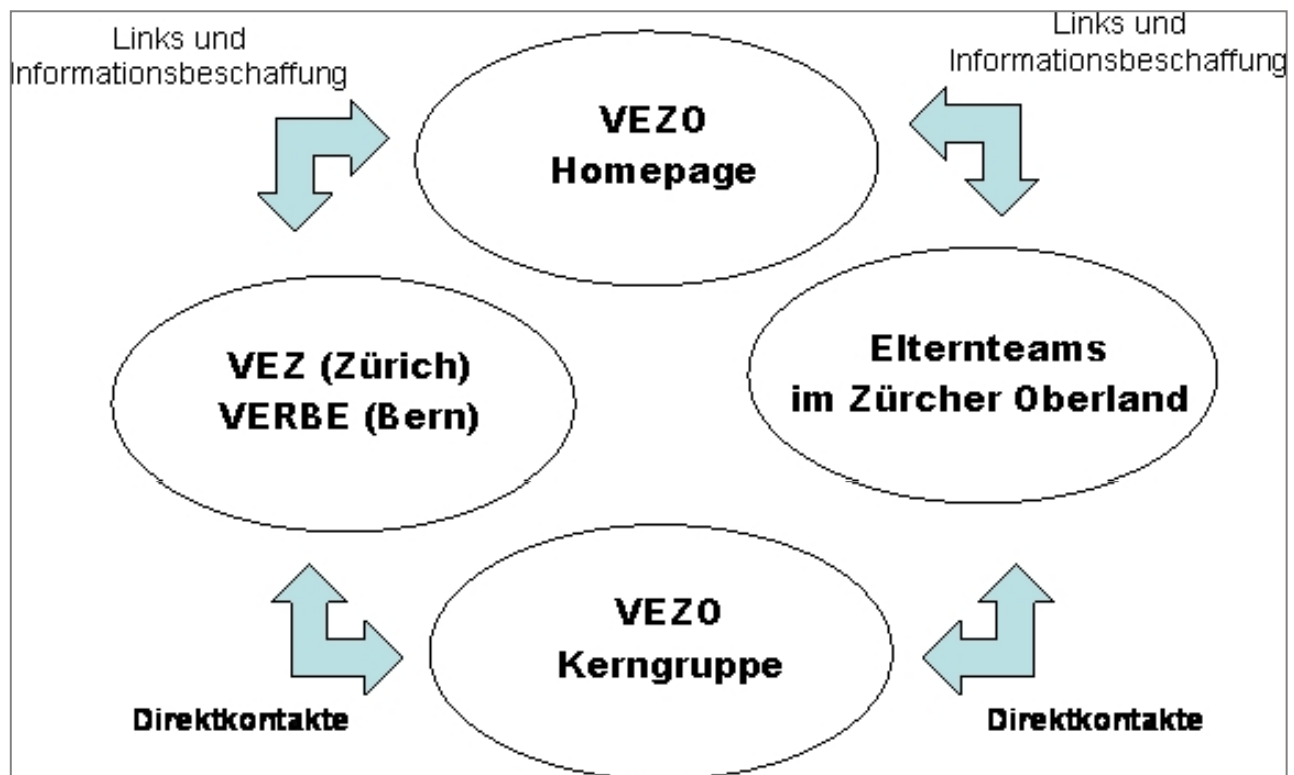 Links und
Informationsbeschaffung
Links und
Informationsbeschaffung
VEZO
Homepage
VEZ (Zürich)
VERBE (Bern)
Elternteams
im Zürcher Oberland
VEZO
Kerngruppe
Direktkontakte
Direktkontakte